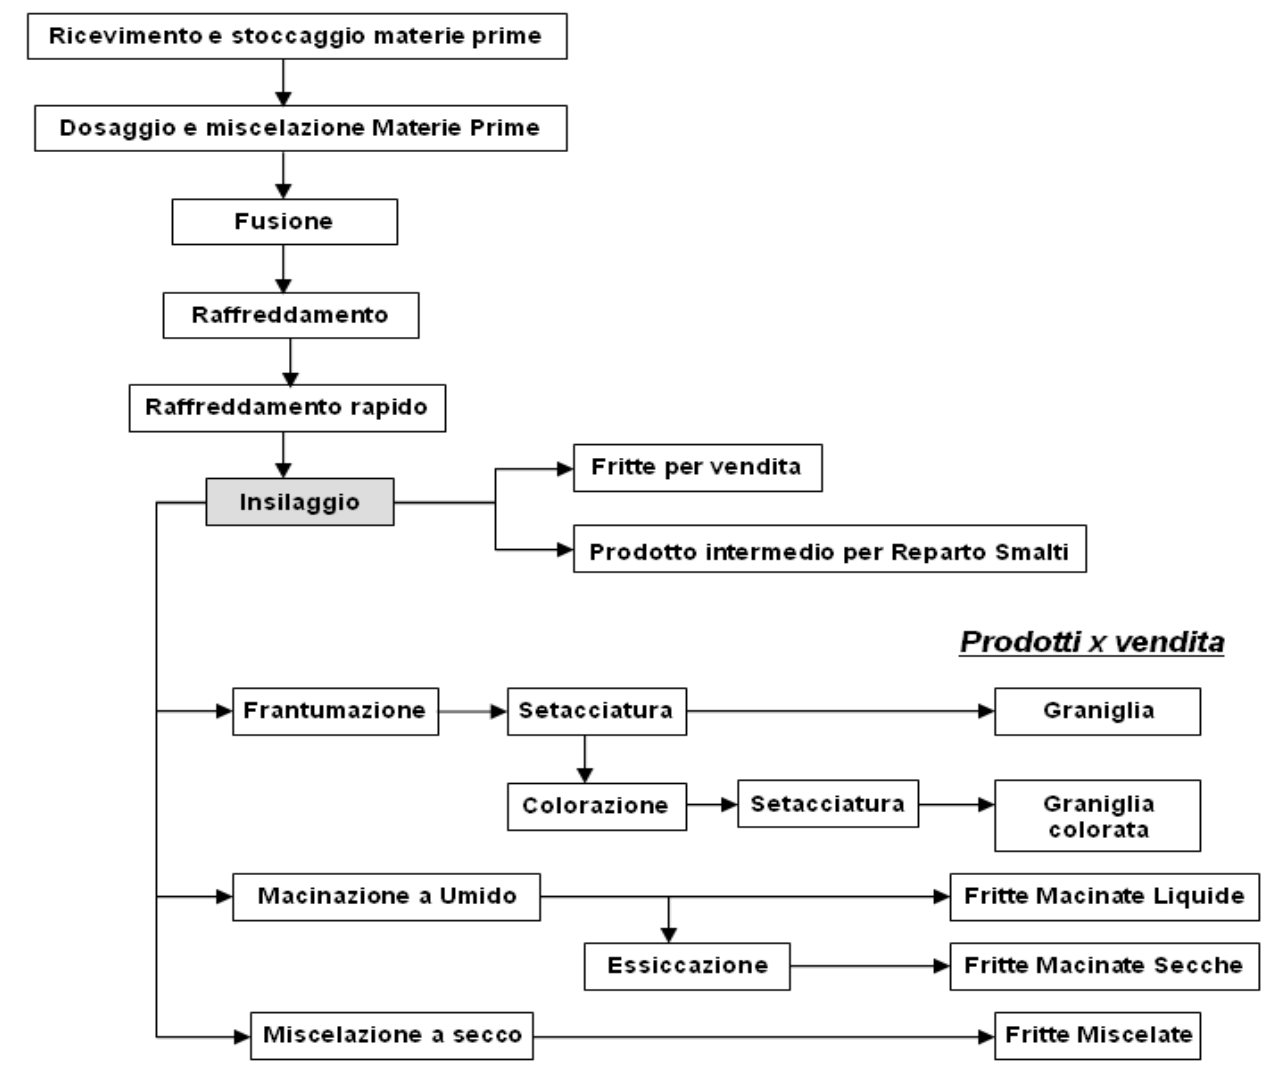 Ricevimento e stoccaggio materie prime
Dosaggio e miscelazione Materie Prime
Fusione
Raffreddamento
Raffreddamento rapido
Insilaggio
Fritte per vendita
Prodotto intermedio per Reparto Smalti
Prodotti x vendita
Frantumazione
Setacciatura
Graniglia
Colorazione
Setacciatura
Graniglia
colorata
Macinazione a Umido
Fritte Macinate Liquide
Essiccazione
Fritte Macinate Secche
Miscelazione a secco
Fritte Miscelate